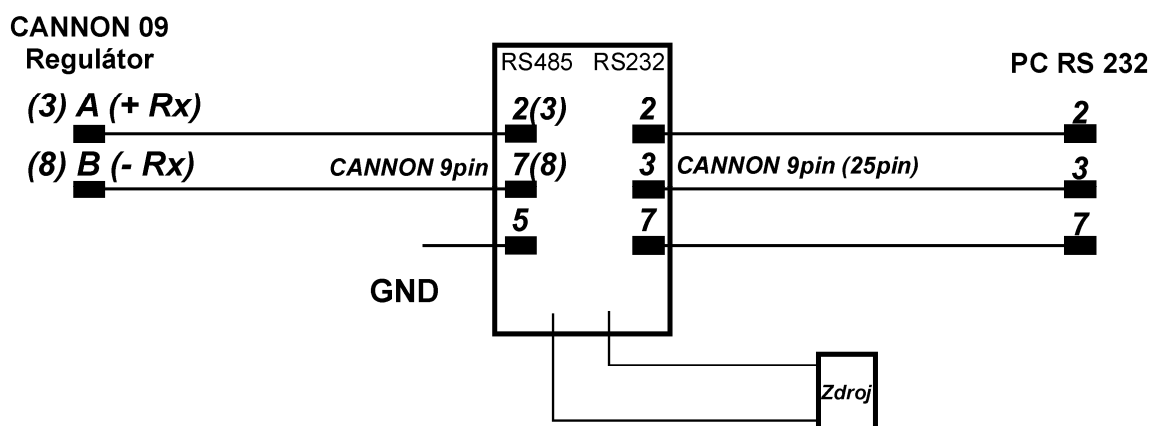 CANNON 09
Regulátor
RS485 RS232
PC RS 232
(3) A (+ Rx)
2(3)
2
2
(8) B (- Rx)
CANNON 9pin
7(8)
3
CANNON 9pin (25pin)
3
5
7
7
GND
Zdroj